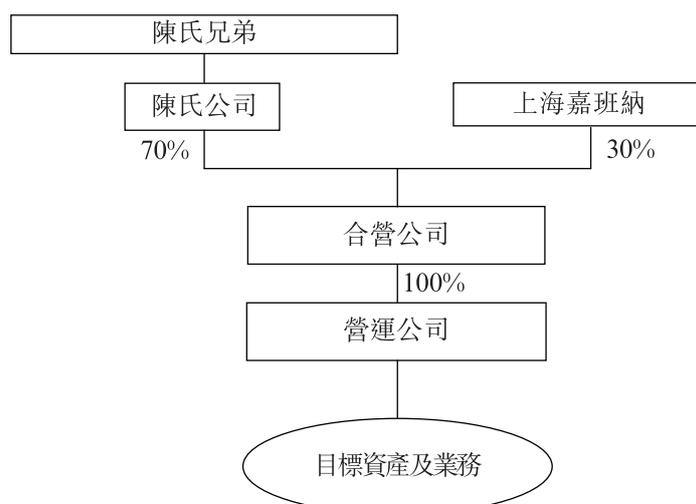 陳氏兄弟
陳氏公司
上海嘉班納
70%
30%
合營公司
100%
營運公司
目標資產及業務